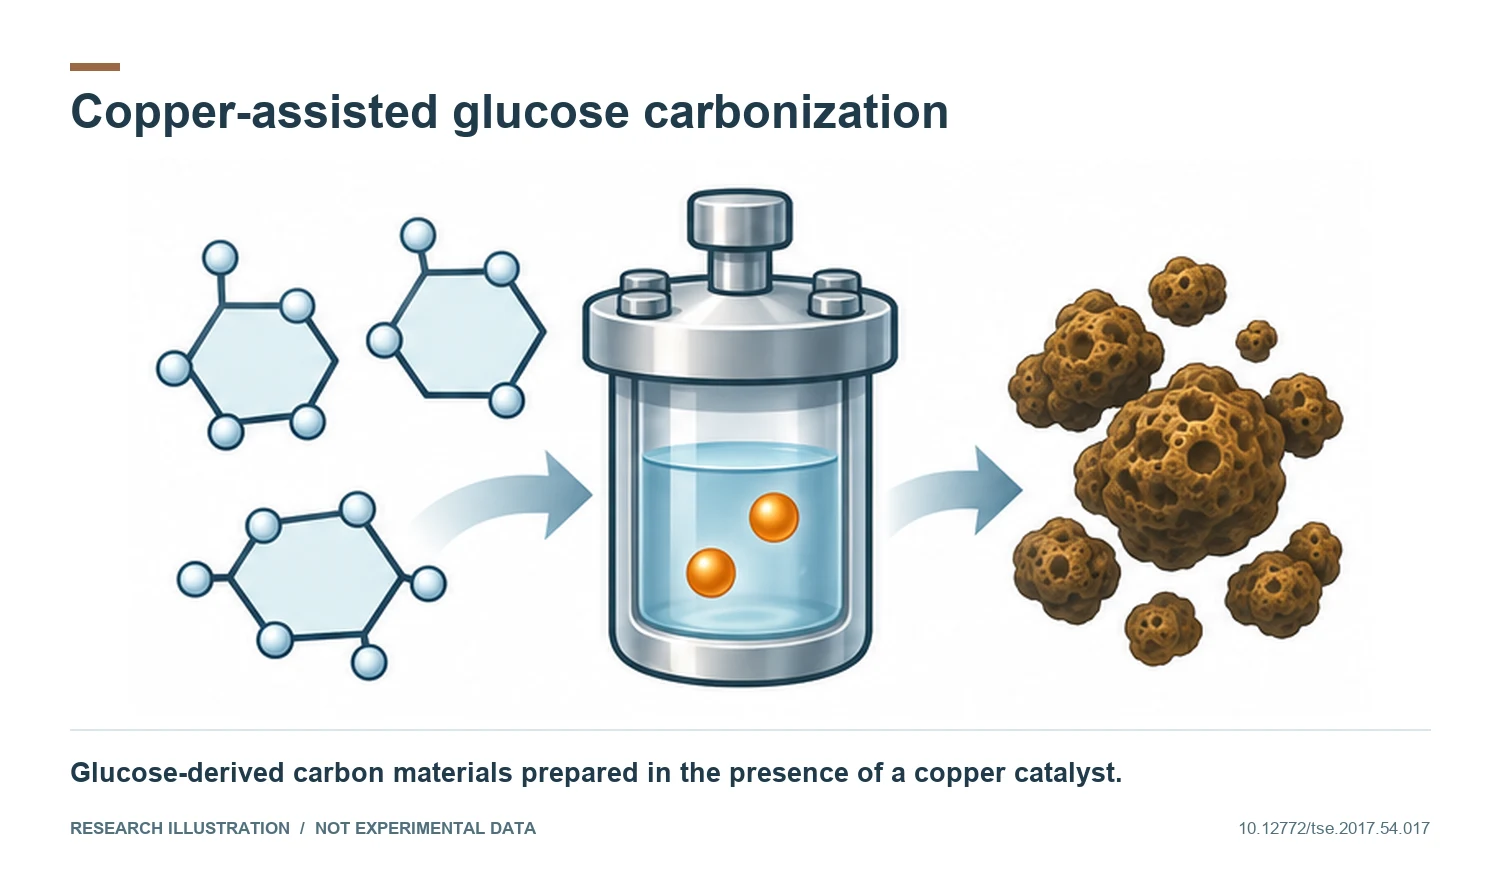 Copper-assisted glucose carbonization
Glucose-derived carbon materials prepared in the presence of a copper catalyst.
RESEARCH ILLUSTRATION / NOT EXPERIMENTAL DATA
10.12772/tse.2017.54.017